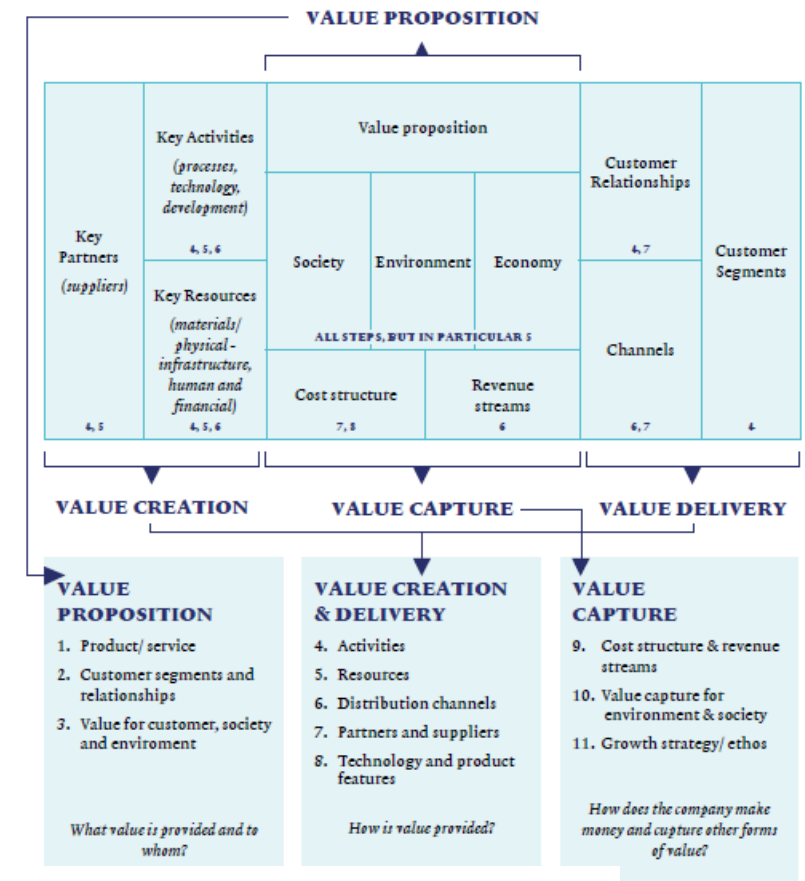 VALUE PROPOSITION
Key
Partners
(suppliers)
4, 5
Key Activities
(processes,
technology,
development)
4, 5, 6
Key Resources
(materials/
physical-
infrastructure,
human and
financial)
4, 5, 6
Value proposition
Society
Environment
Economy
ALL STEPS, BUT IN PARTICULAR 5
Cost structure
7, 8
Revenue
streams
6
Customer
Relationships
4, 7
Channels
6, 7
Customer
Segments
4
VALUE CREATION
VALUE CAPTURE
VALUE DELIVERY
VALUE
PROPOSITION
1. Product/ service
2. Customer segments and
relationships
3. Value for customer, society
and enviroment
What value is provided and to
whom?
VALUE CREATION
& DELIVERY
4. Activities
5. Resources
6. Distribution channels
7. Partners and suppliers
8. Technology and product
features
How is value provided?
VALUE
CAPTURE
9. Cost structure & revenue
streams
10. Value capture for
environment & society
11. Growth strategy/ ethos
How does the company make
money and cupture other forms
of value?